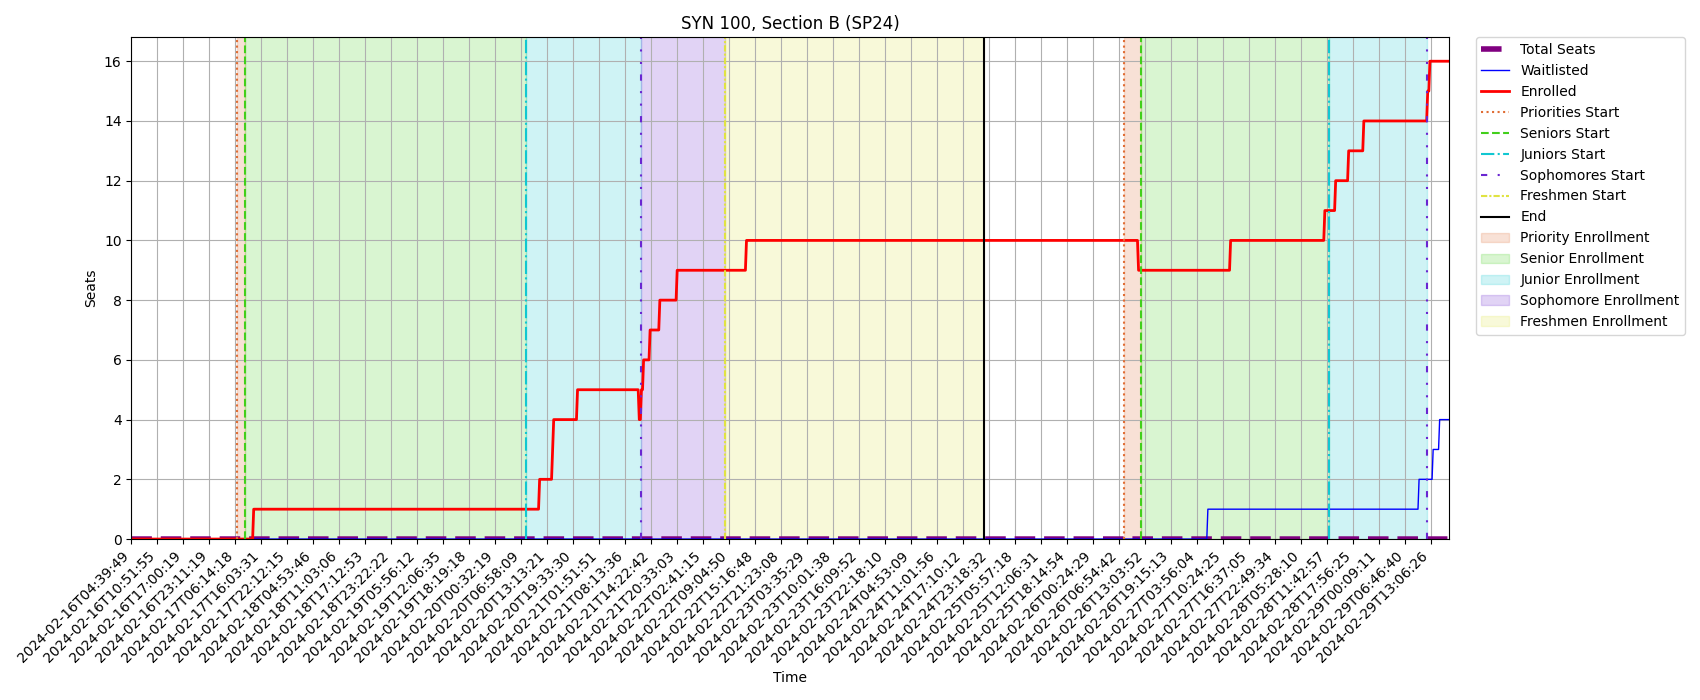 SYN 100, Section B (SP24)
Seats
16
14
12
10
8
6
4
2
0
2024-02-16T04:39:49
2024-02-16T10:51:55
2024-02-16T17:00:19
2024-02-16T23:11:19
2024-02-17T06:14:18
2024-02-17T16:03:31
2024-02-17T22:12:15
2024-02-18T04:53:46
2024-02-18T11:03:06
2024-02-18T17:12:53
2024-02-18T23:22:22
2024-02-19T05:56:12
2024-02-19T12:06:35
2024-02-19T18:19:18
2024-02-20T00:32:19
2024-02-20T06:58:09
2024-02-20T13:13:21
2024-02-20T19:33:30
2024-02-21T01:51:51
2024-02-21T08:13:36
2024-02-21T14:22:42
2024-02-21T20:33:03
2024-02-22T02:41:15
2024-02-22T09:04:50
2024-02-22T15:16:48
2024-02-22T21:23:08
2024-02-23T03:35:29
2024-02-23T10:01:38
2024-02-23T16:09:52
2024-02-23T22:18:10
2024-02-24T04:53:09
2024-02-24T11:01:56
2024-02-24T17:10:12
2024-02-24T23:18:32
2024-02-25T05:57:18
2024-02-25T12:06:31
2024-02-25T18:14:54
2024-02-26T00:24:29
2024-02-26T06:54:42
2024-02-26T13:03:52
2024-02-26T19:15:13
2024-02-27T03:56:04
2024-02-27T10:24:25
2024-02-27T16:37:05
2024-02-27T22:49:34
2024-02-28T05:28:10
2024-02-28T11:42:57
2024-02-28T17:56:25
2024-02-29T00:09:11
2024-02-29T06:46:40
2024-02-29T13:06:26
Time
Total Seats
Waitlisted
Enrolled
Priorities Start
Seniors Start
Juniors Start
Sophomores Start
Freshmen Start
End
Priority Enrollment
Senior Enrollment
Junior Enrollment
Sophomore Enrollment
Freshmen Enrollment